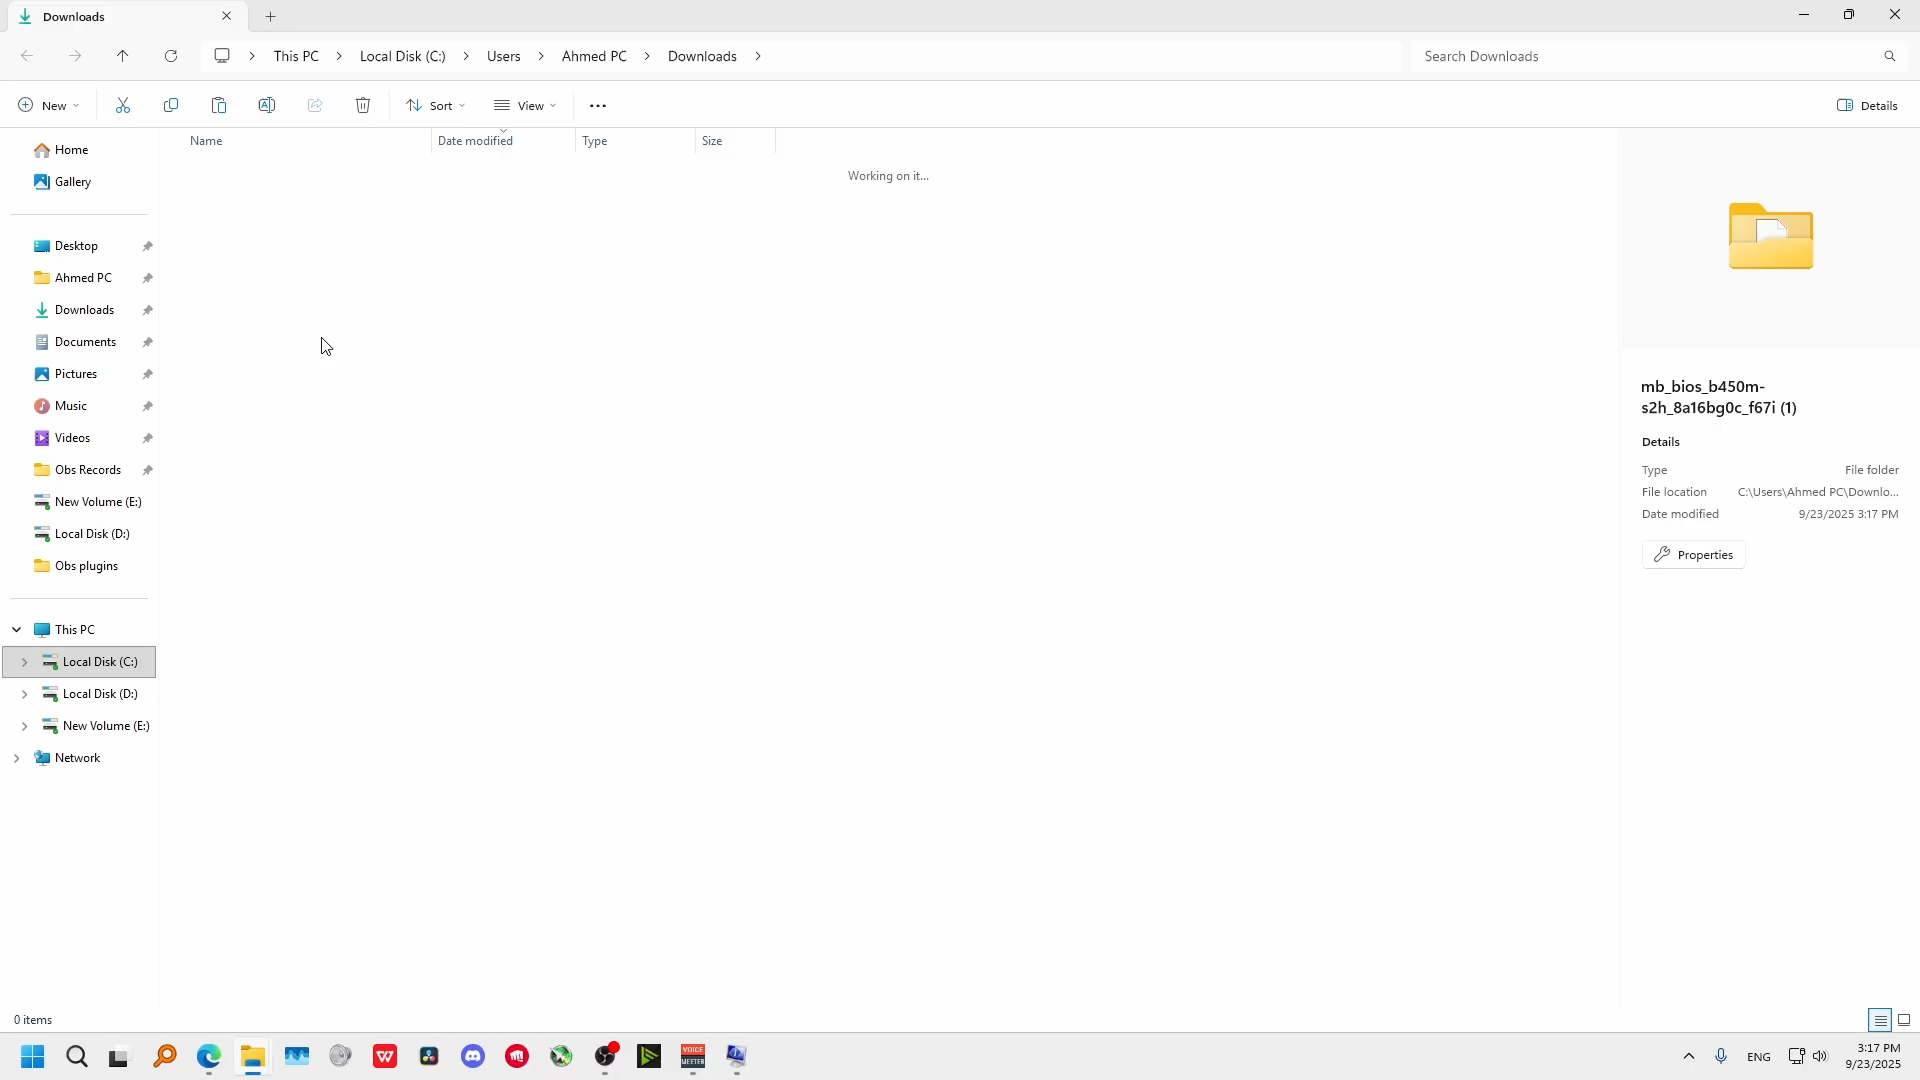 Downloads
This PC
Local Disk (C:)
Users
Ahmed PC
Downloads
Search Downloads
New
Sort
View
Details
Home
Gallery
Desktop
Ahmed PC
Downloads
Documents
Pictures
Music
Videos
Obs Records
New Volume (E:)
Local Disk (D:)
Obs plugins
This PC
Local Disk (C:)
Local Disk (D:)
New Volume (E:)
Network
Name
Date modified
Type
Size
Working on it...
mb_bios_b450m-
s2h_8a16bg0c_f67i (1)
Details
Type File folder
File location C:\Users\Ahmed PC\Downlo...
Date modified 9/23/2025 3:17 PM
Properties
0 items
VOICE
MEETER
ENG
3:17 PM
9/23/2025